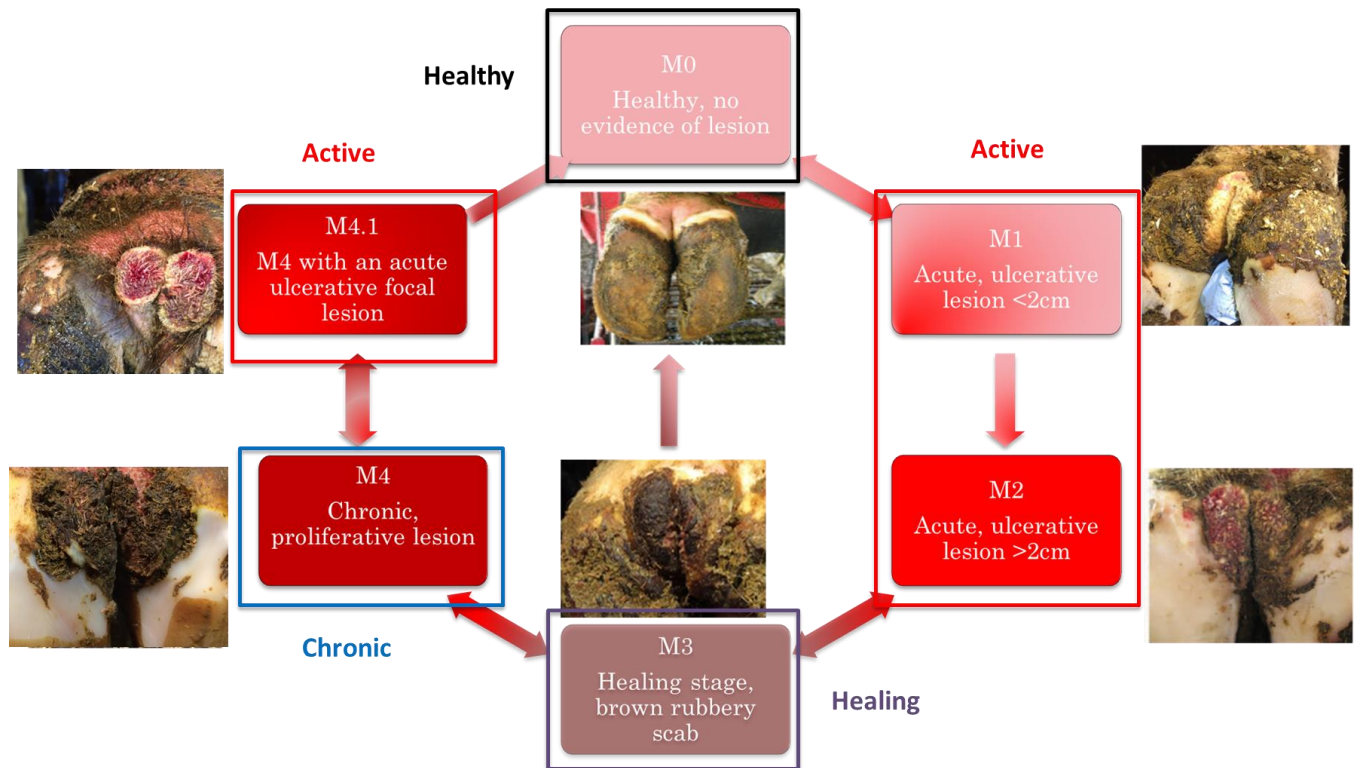 Healthy
M0
Healthy, no
evidence of lesion
Active
M4.1
M4 with an acute
ulcerative focal
lesion
Active
M1
Acute, ulcerative
lesion <2cm
M4
Chronic,
proliferative lesion
Chronic
M2
Acute, ulcerative
lesion >2cm
M3
Healing stage,
brown rubbery
scab
Healing